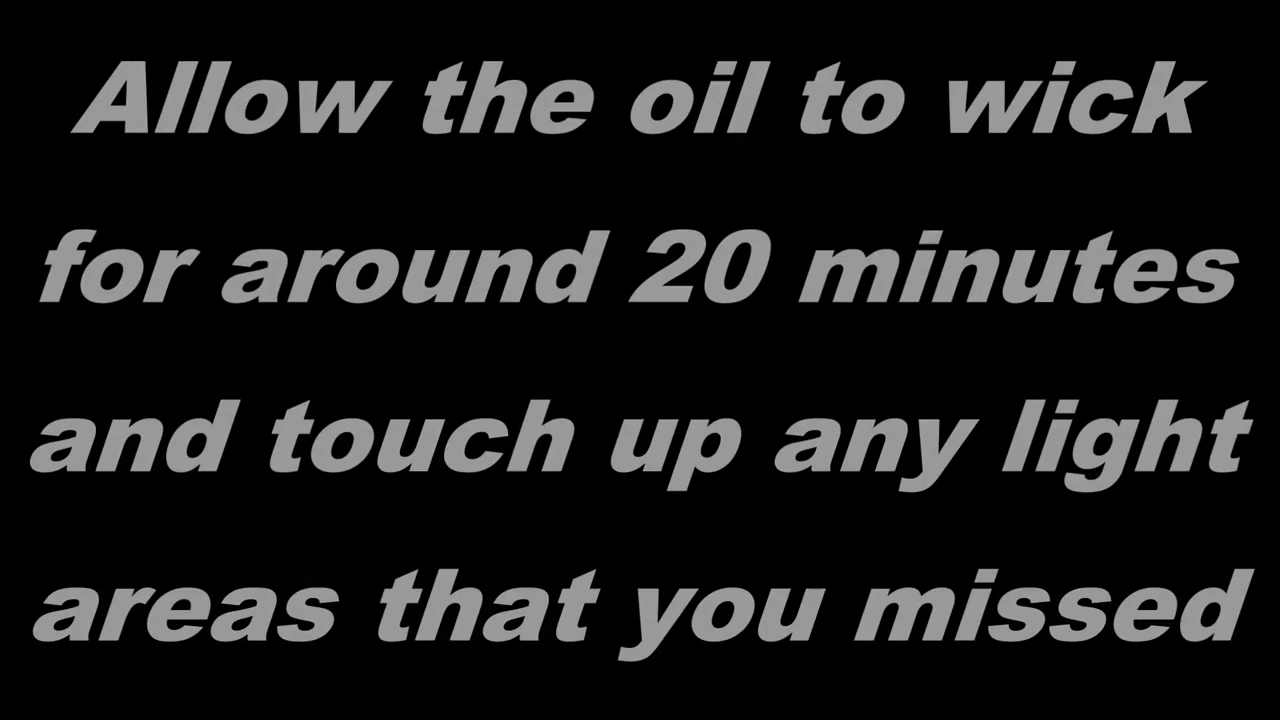 Allow the oil to wick
for around 20 minutes
and touch up any light
areas that you missed